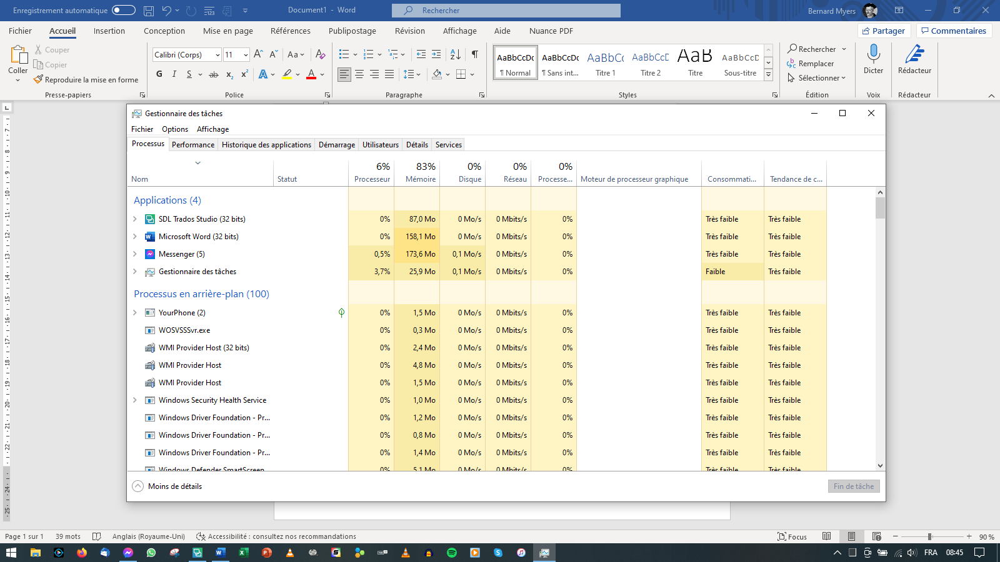 Enregistrement automatique
Document1 - Word
Rechercher
Bernard Myers
Fichier Accueil Insertion Conception Mise en page Références Publipostage Révision Affichage Aide Nuance PDF
Partager Commentaires
Coller
Couper
Copier
Reproduire la mise en forme
Presse-papiers
Calibri (Corps) 11
G I S ab x₂ x² A A
Police
Paragraphe
AaBbCcDc AaBbCcDc AaBbCc AaBbCcD AaB AaBbCcD
¶ Normal ¶ Sans int... Titre 1 Titre 2 Titre Sous-titre
Styles
Rechercher
Remplacer
Sélectionner
Édition
Dicter
Voix
Rédacteur
Rédacteur
Gestionnaire des tâches
Fichier Options Affichage
Processus Performance Historique des applications Démarrage Utilisateurs Détails Services
6% 83% 0% 0% 0%
Nom Statut Processeur Mémoire Disque Réseau Processe... Moteur de processeur graphique Consommati... Tendance de c...
Applications (4)
SDL Trados Studio (32 bits) 0% 87,0 Mo 0 Mo/s 0 Mbits/s 0% Très faible Très faible
Microsoft Word (32 bits) 0% 158,1 Mo 0 Mo/s 0 Mbits/s 0% Très faible Très faible
Messenger (5) 0,5% 173,6 Mo 0,1 Mo/s 0 Mbits/s 0% Très faible Très faible
Gestionnaire des tâches 3,7% 25,9 Mo 0,1 Mo/s 0 Mbits/s 0% Faible Très faible
Processus en arrière-plan (100)
YourPhone (2) 0% 1,5 Mo 0 Mo/s 0 Mbits/s 0% Très faible Très faible
WOSVSSSvr.exe 0% 0,3 Mo 0 Mo/s 0 Mbits/s 0% Très faible Très faible
WMI Provider Host (32 bits) 0% 2,4 Mo 0 Mo/s 0 Mbits/s 0% Très faible Très faible
WMI Provider Host 0% 4,8 Mo 0 Mo/s 0 Mbits/s 0% Très faible Très faible
WMI Provider Host 0% 1,5 Mo 0 Mo/s 0 Mbits/s 0% Très faible Très faible
Windows Security Health Service 0% 1,0 Mo 0 Mo/s 0 Mbits/s 0% Très faible Très faible
Windows Driver Foundation - Pr... 0% 1,2 Mo 0 Mo/s 0 Mbits/s 0% Très faible Très faible
Windows Driver Foundation - Pr... 0% 0,8 Mo 0 Mo/s 0 Mbits/s 0% Très faible Très faible
Windows Driver Foundation - Pr... 0% 1,4 Mo 0 Mo/s 0 Mbits/s 0% Très faible Très faible
Windows Defender SmartScreen 0% 5,1 Mo 0 Mo/s 0 Mbits/s 0% Très faible Très faible
Moins de détails
Fin de tâche
Page 1 sur 1 39 mots Anglais (Royaume-Uni) Accessibilité : consultez nos recommandations
Focus
90 %
FRA 08:45